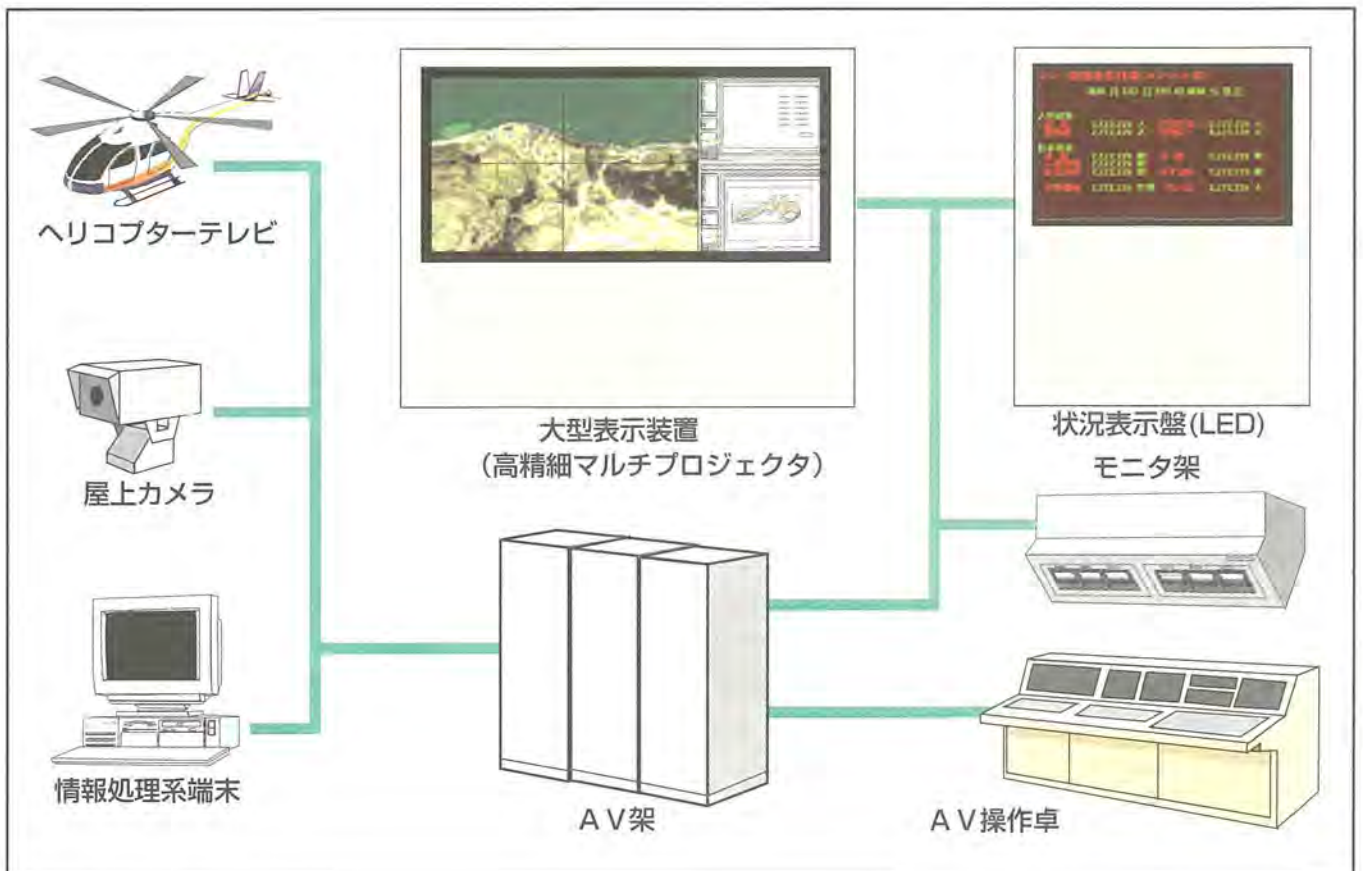 ヘリコプターテレビ
大型表示装置
（高精細マルチプロジェクタ）
状況表示盤(LED)
モニタ架
屋上カメラ
情報処理系端末
ＡＶ架
ＡＶ操作卓